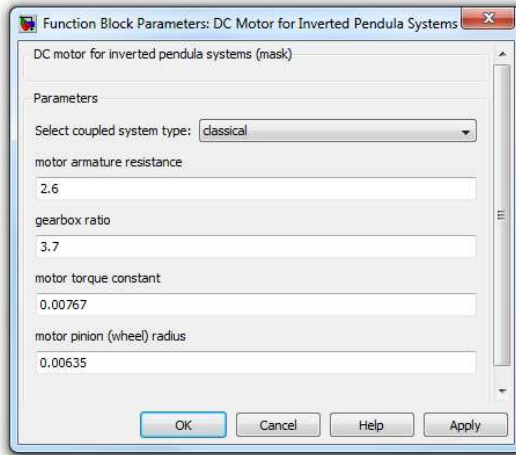 Function Block Parameters: DC Motor for Inverted Pendula Systems
DC motor for inverted pendula systems (mask)
Parameters
Select coupled system type: classical
motor armature resistance
2.6
gearbox ratio
3.7
motor torque constant
0.00767
motor pinion (wheel) radius
0.00635
OK Cancel Help Apply